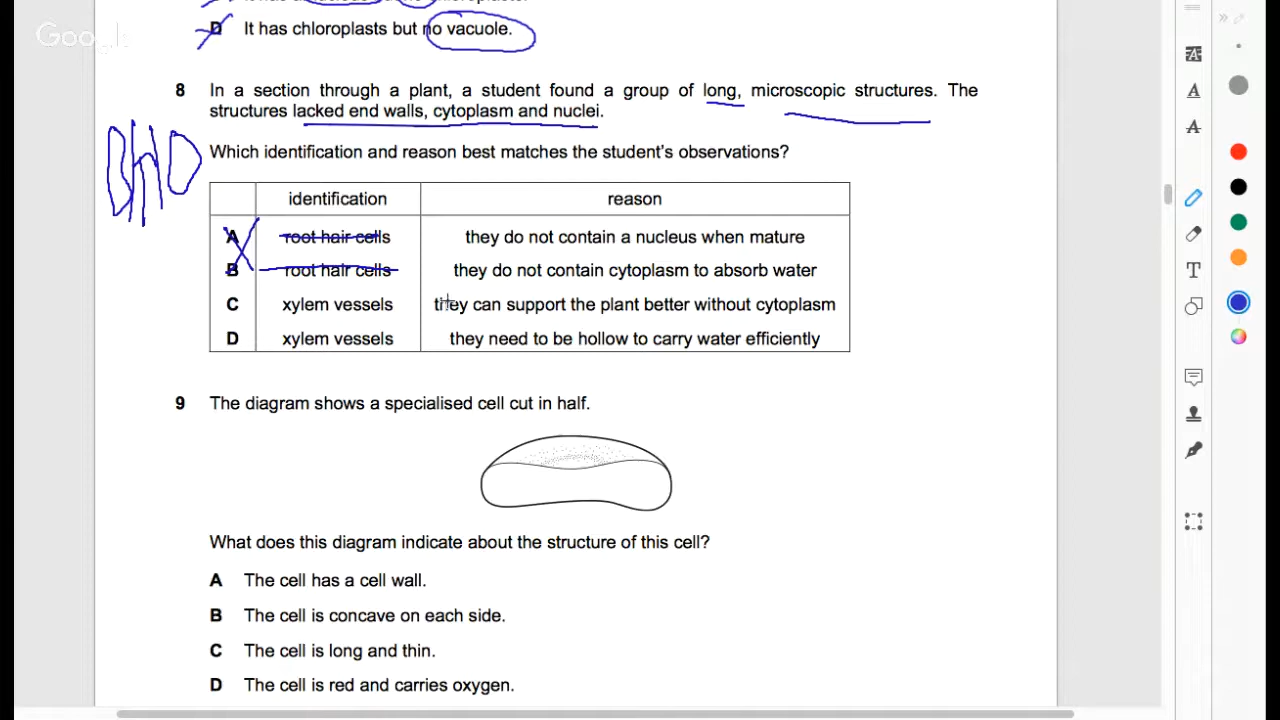 D It has chloroplasts but no vacuole.
8 In a section through a plant, a student found a group of long, microscopic structures. The
structures lacked end walls, cytoplasm and nuclei.
Which identification and reason best matches the student's observations?
identification reason
A root hair cells they do not contain a nucleus when mature
B root hair cells they do not contain cytoplasm to absorb water
C xylem vessels they can support the plant better without cytoplasm
D xylem vessels they need to be hollow to carry water efficiently
9 The diagram shows a specialised cell cut in half.
What does this diagram indicate about the structure of this cell?
A The cell has a cell wall.
B The cell is concave on each side.
C The cell is long and thin.
D The cell is red and carries oxygen.